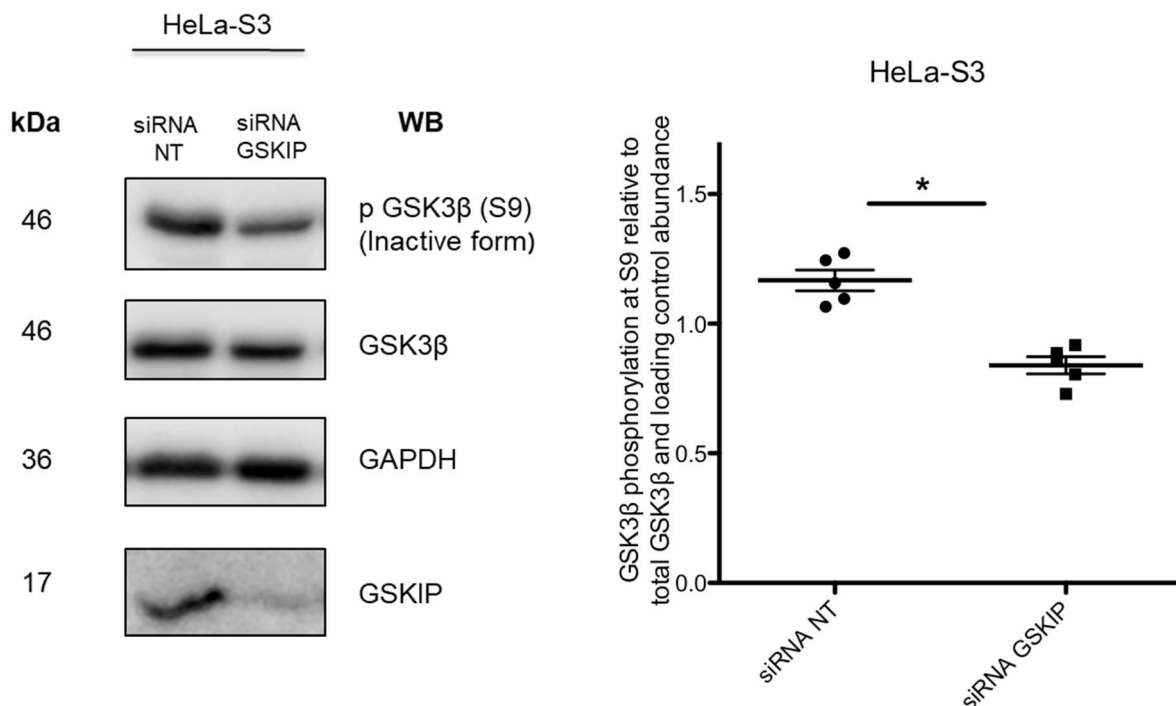 HeLa-S3
kDa
siRNA
NT
siRNA
GSKIP
WB
46
p GSK3β (S9)
(Inactive form)
46
GSK3β
36
GAPDH
17
GSKIP
HeLa-S3
GSK3β phosphorylation at S9 relative to
total GSK3β and loading control abundance
1.5
1.0
0.5
0.0
*
siRNA NT
siRNA GSKIP